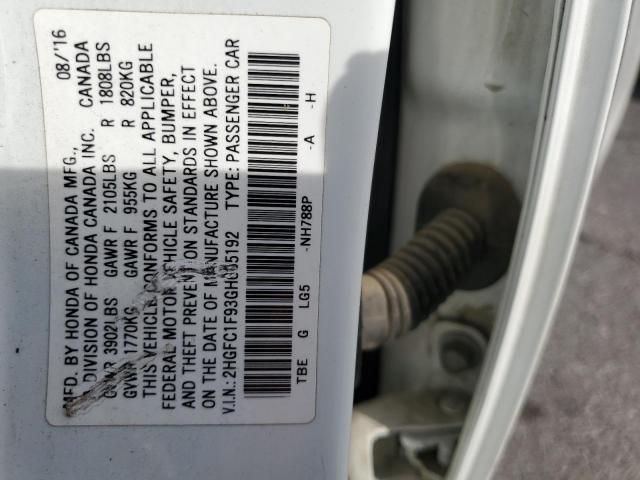 MFD. BY HONDA OF CANADA MFG., 08/'16
A DIVISION OF HONDA CANADA INC. CANADA
GVWR 3902LBS GAWR F 2105LBS R 1808LBS
GVWR 1770KG GAWR F 955KG R 820KG
THIS VEHICLE CONFORMS TO ALL APPLICABLE
FEDERAL MOTOR VEHICLE SAFETY, BUMPER,
AND THEFT PREVENTION STANDARDS IN EFFECT
ON THE DATE OF MANUFACTURE SHOWN ABOVE.
V.I.N.: TYPE: PASSENGER CAR
TBE G LG5 -NH788P -A -H